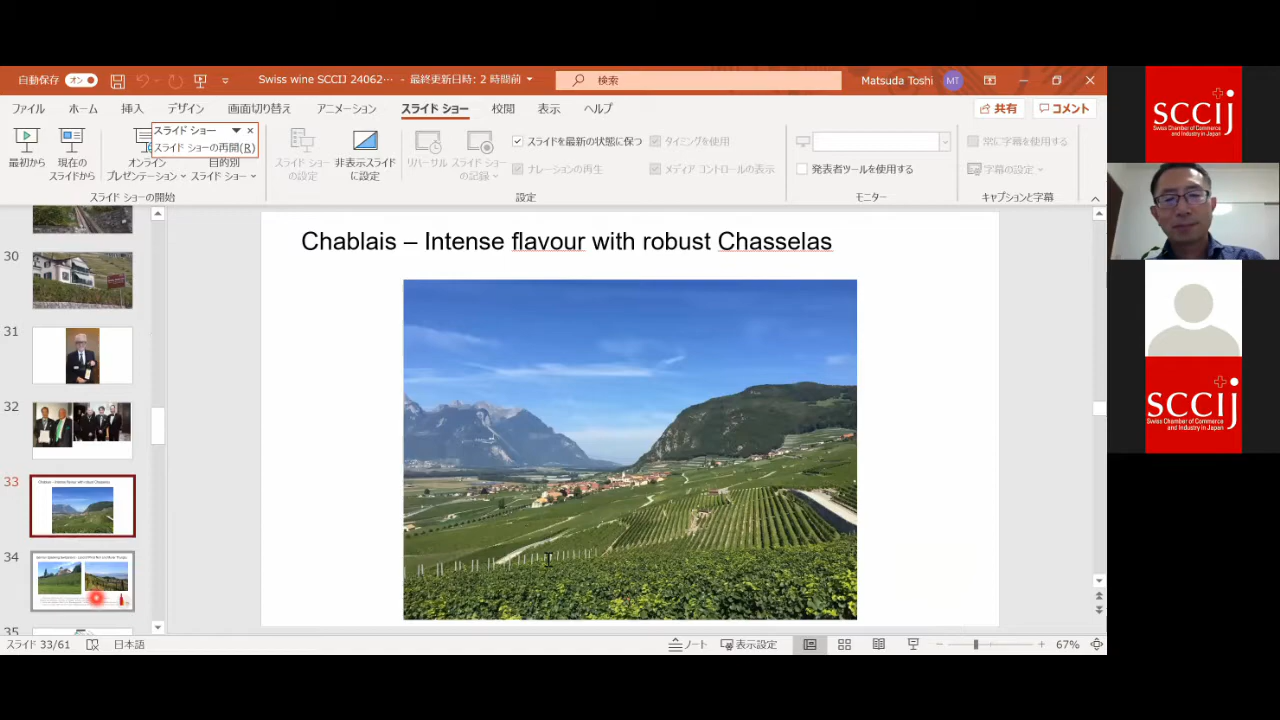 自動保存 オン Swiss wine SCCIJ 24062… - 最終更新日時: 2 時間前 検索 Matsuda Toshi MT
ファイル ホーム 挿入 デザイン 画面切り替え アニメーション スライド ショー 校閲 表示 ヘルプ 共有 コメント
スライド ショー
スライド ショーの再開(R)
最初から 現在の
スライドから
オンライン
プレゼンテーション
目的別
スライド ショー
スライド ショー
の設定
非表示スライド
に設定
リハーサル スライド ショー
の記録
スライドを最新の状態に保つ
ナレーションの再生
タイミングを使用
メディア コントロールの表示
発表者ツールを使用する
常に字幕を使用する
字幕の設定
スライド ショーの開始 設定 モニター キャプションと字幕
30
31
32
33
34
35
Chablais – Intense flavour with robust Chasselas
スライド 33/61 日本語 ノート 表示設定 67%
SCCIJ
Swiss Chamber of Commerce
and Industry in Japan
SCCIJ
Swiss Chamber of Commerce
and Industry in Japan